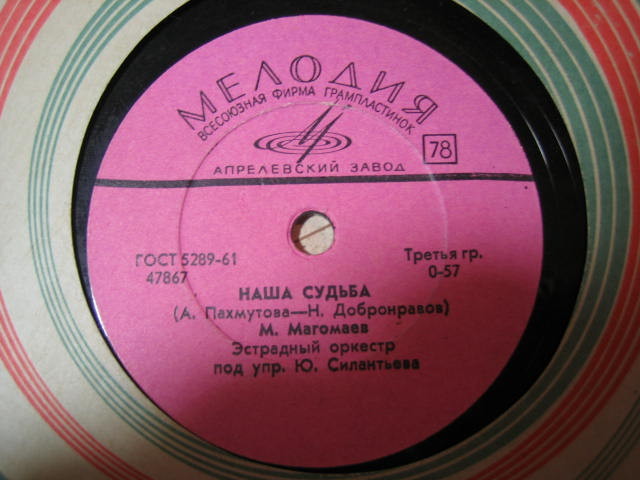 МЕЛОДИЯ
ВСЕСОЮЗНАЯ ФИРМА ГРАМПЛАСТИНОК
78
АПРЕЛЕВСКИЙ ЗАВОД
ГОСТ 5289-61 Третья гр.
47867 0-57
НАША СУДЬБА
(А. Пахмутова—Н. Добронравов)
М. Магомаев
Эстрадный оркестр
под упр. Ю. Силантьева